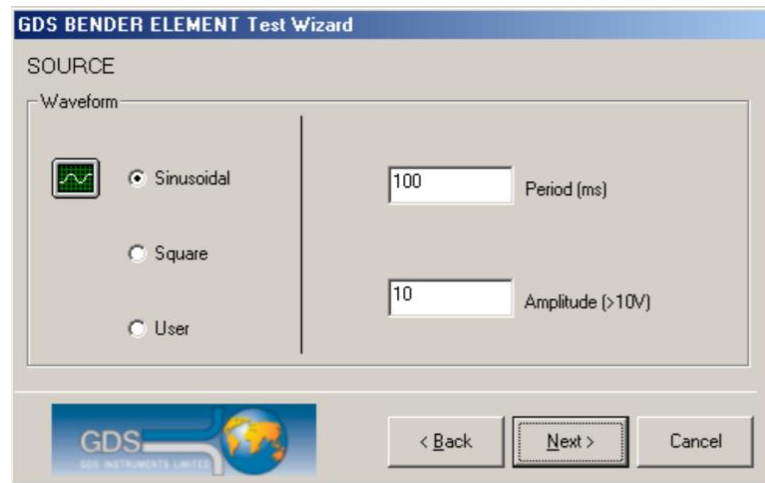 GDS BENDER ELEMENT Test Wizard
SOURCE
Waveform
Sinusoidal
100
Period (ms)
Square
10
Amplitude (>10V)
User
GDS
GDS INSTRUMENTS LIMITED
< Back
Next >
Cancel